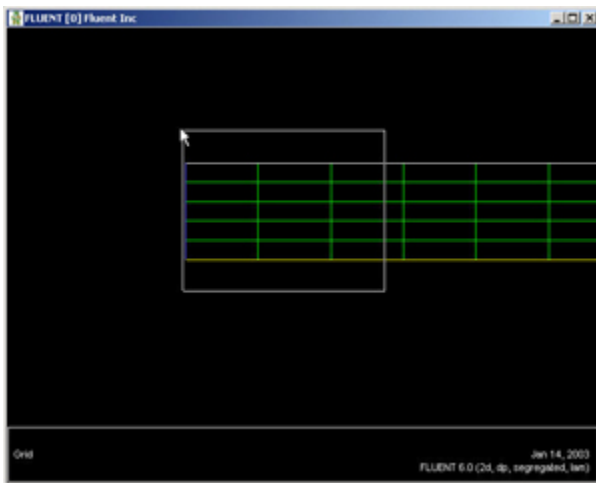 FLUENT [0] Fluent Inc
Grid
Jan 14, 2003
FLUENT 6.0 (2d, dp, segregated, lam)